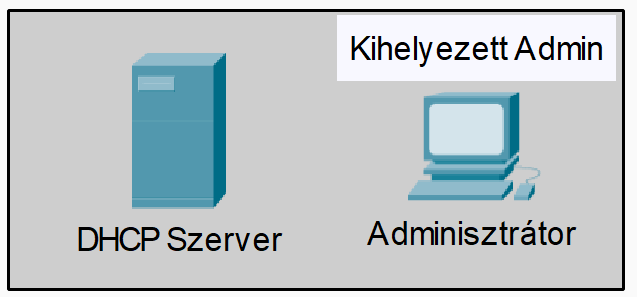 Kihelyezett Admin
DHCP Szerver
Adminisztrátor